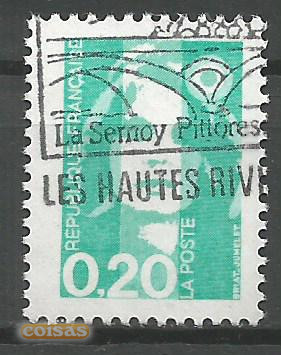 La Semoy Pittores
LES HAUTES RIVE
REPUBLIQUE FRANÇAISE
0,20
LA POSTE
BRIAT. JUMELET.
coisas